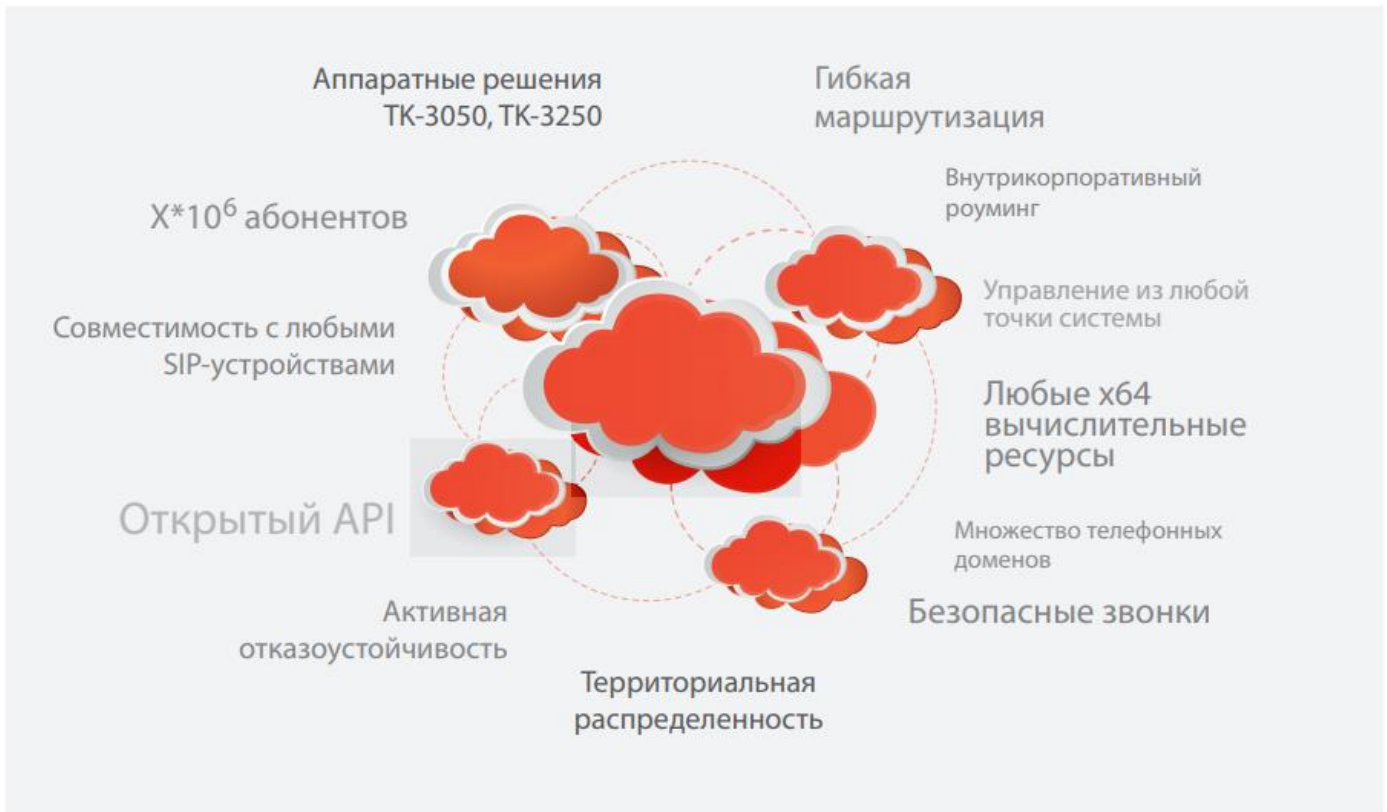 Аппаратные решения
ТК-3050, ТК-3250
Гибкая
маршрутизация
Внутрикорпоративный
роуминг
X*10⁶ абонентов
Управление из любой
точки системы
Совместимость с любыми
SIP-устройствами
Любые x64
вычислительные
ресурсы
Открытый API
Множество телефонных
доменов
Активная
отказоустойчивость
Безопасные звонки
Территориальная
распределенность